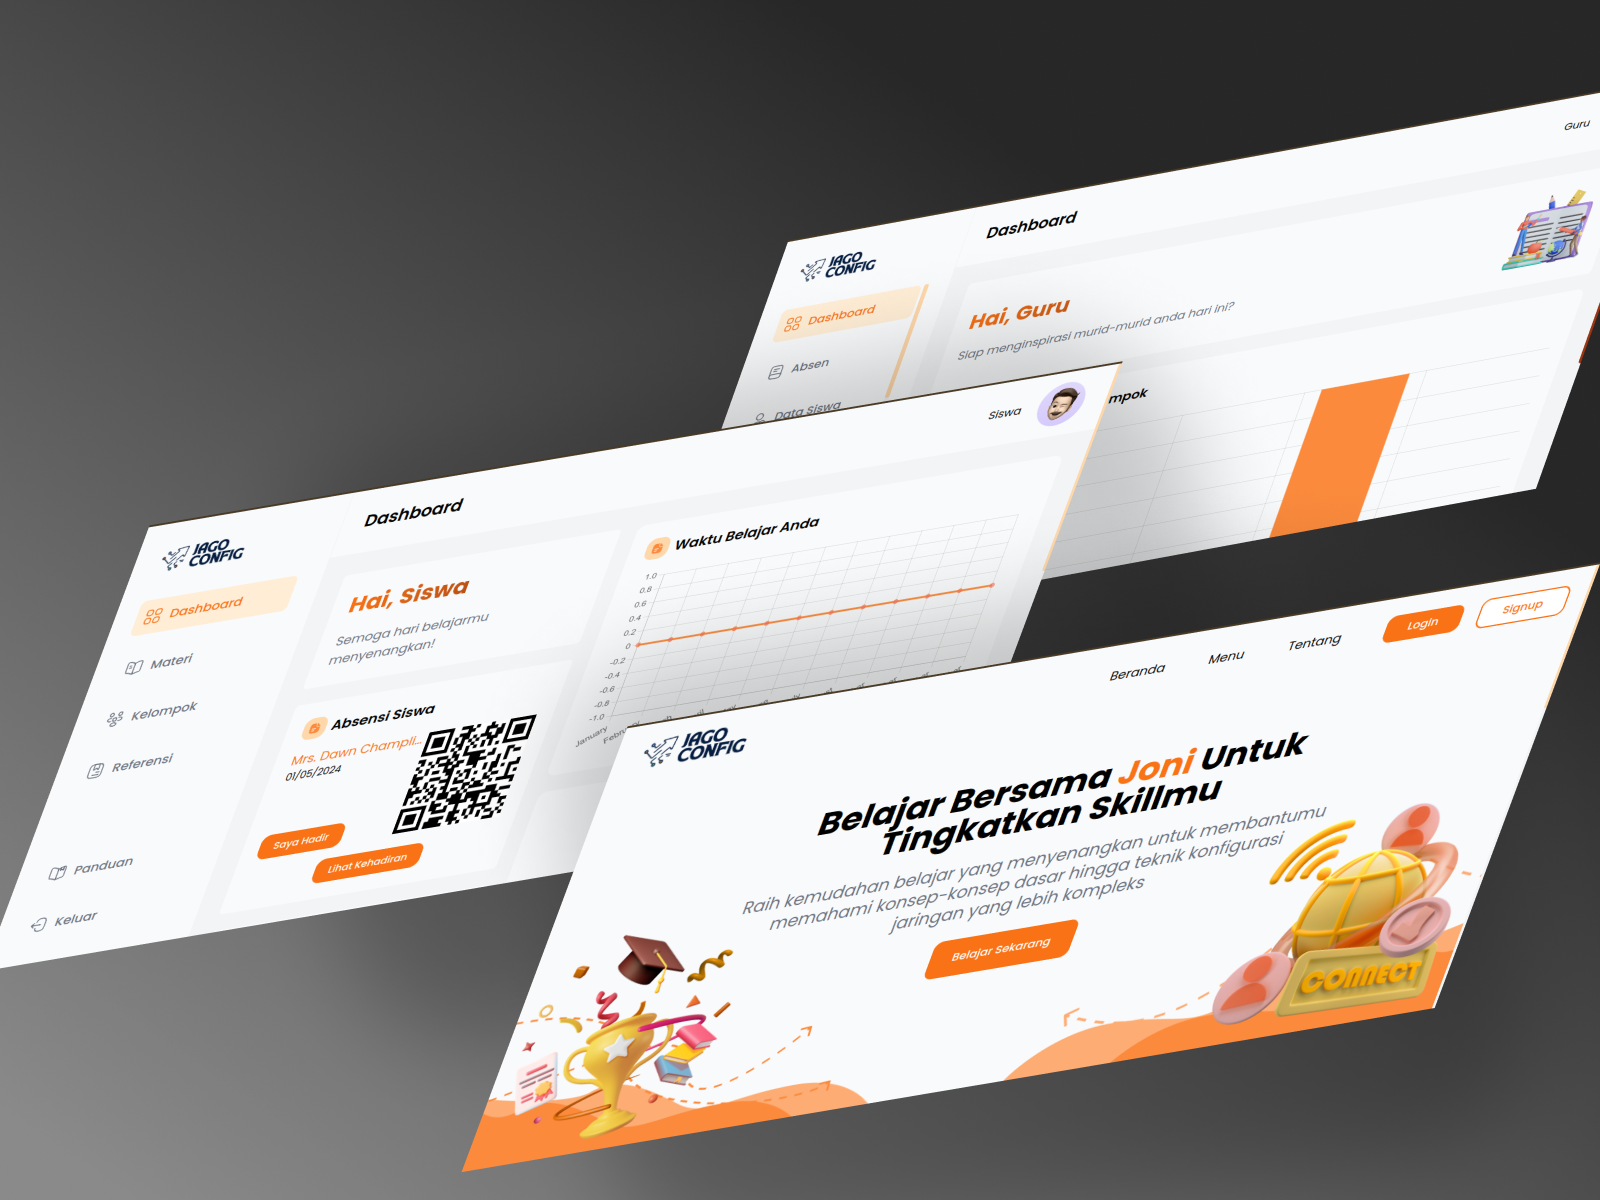 Guru
Dashboard
JAGO
CONFIG
Dashboard
Absen
Data Siswa
Hai, Guru
Siap menginspirasi murid-murid anda hari ini?
mpok
Siswa
Dashboard
JAGO
CONFIG
Dashboard
Materi
Kelompok
Referensi
Panduan
Keluar
Hai, Siswa
Semoga hari belajarmu
menyenangkan!
Absensi Siswa
Mrs. Dawn Champli...
01/05/2024
Saya Hadir
Lihat Kehadiran
Waktu Belajar Anda
1.0
0.8
0.6
0.4
0.2
0
-0.2
-0.4
-0.6
-0.8
-1.0
January
JAGO
CONFIG
Beranda
Menu
Tentang
Login
Signup
Belajar Bersama Joni Untuk
Tingkatkan Skillmu
Raih kemudahan belajar yang menyenangkan untuk membantumu
memahami konsep-konsep dasar hingga teknik konfigurasi
jaringan yang lebih kompleks
Belajar Sekarang
CONNECT